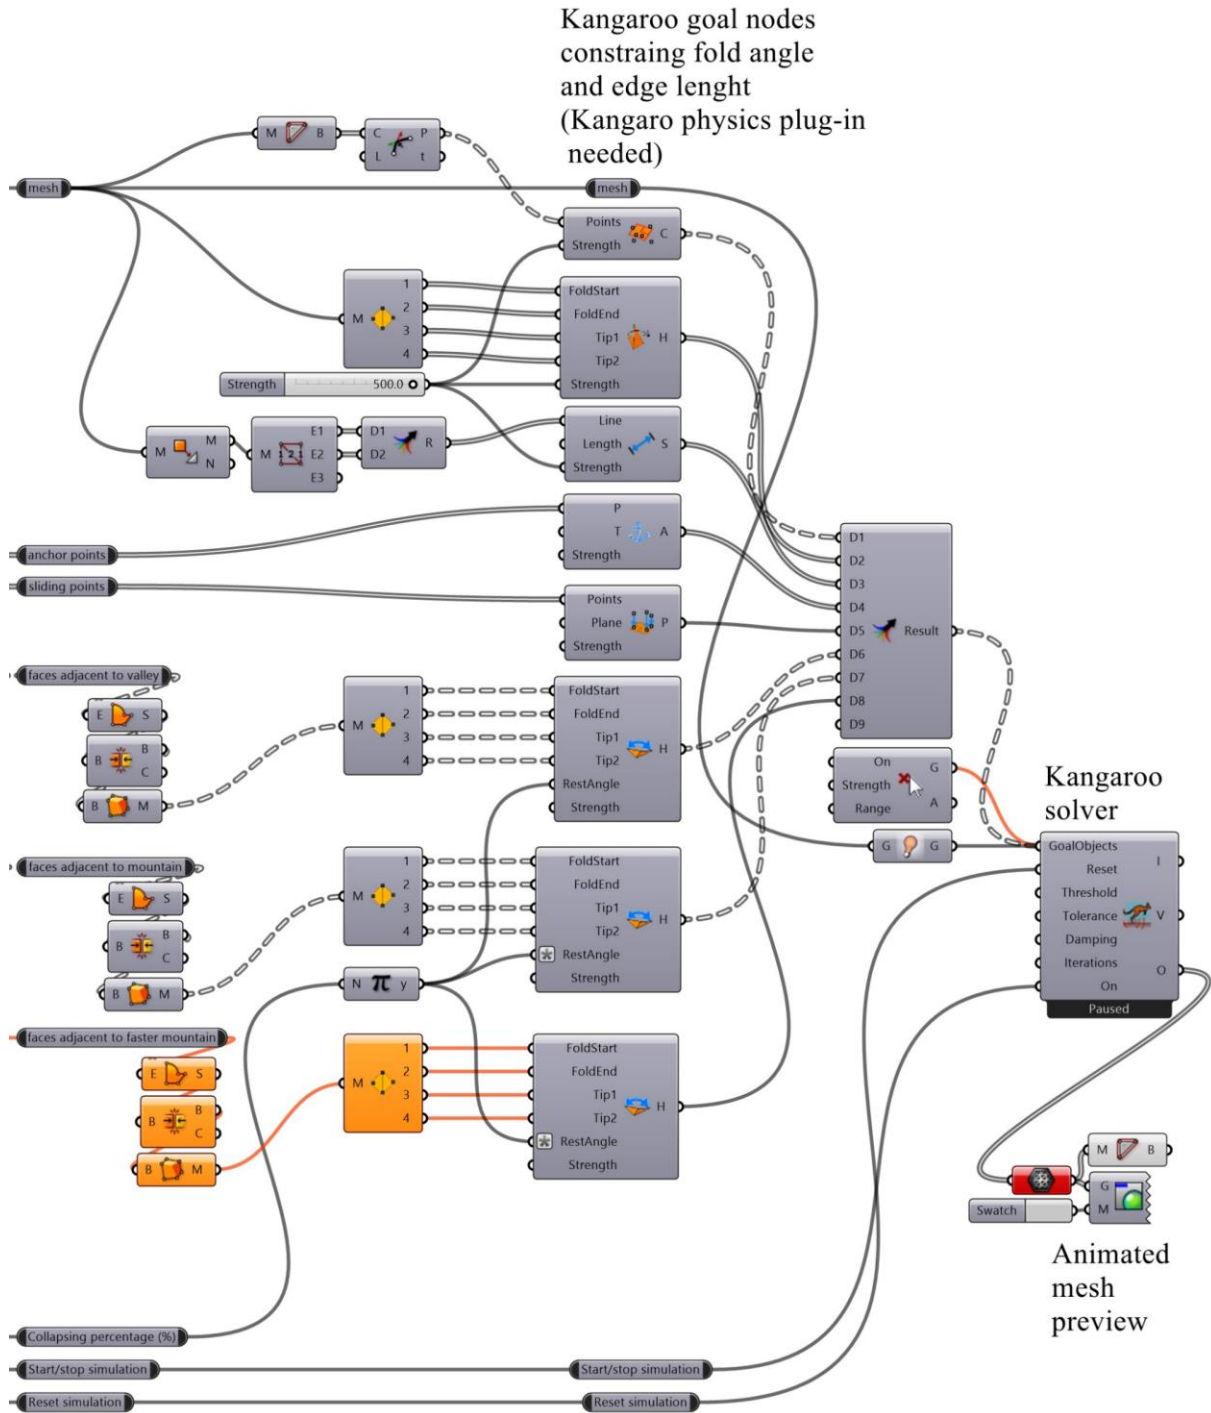 Kangaroo goal nodes
constraing fold angle
and edge lenght
(Kangaro physics plug-in
needed)
M B
C P
L t
mesh
mesh
Points
Strength C
M 1
2
3
4
FoldStart
FoldEnd
Tip1 H
Tip2
Strength
Strength 500.0
M M
N
M E1
E2
E3
1 2 1
D1 R
D2
Line
Length S
Strength
P
T A
Strength
anchor points
sliding points
Points
Plane P
Strength
D1
D2
D3
D4
D5 Result
D6
D7
D8
D9
faces adjacent to valley
E S
B B
C
B M
M 1
2
3
4
FoldStart
FoldEnd
Tip1 H
Tip2
RestAngle
Strength
On G
Strength
Range A
G G
Kangaroo
solver
GoalObjects I
Reset
Threshold
Tolerance V
Damping
Iterations O
On
Paused
faces adjacent to mountain
E S
B B
C
B M
M 1
2
3
4
FoldStart
FoldEnd
Tip1 H
Tip2
RestAngle
Strength
N π y
faces adjacent to faster mountain
E S
B B
C
B M
M 1
2
3
4
FoldStart
FoldEnd
Tip1 H
Tip2
RestAngle
Strength
M B
G
M
Swatch
Animated
mesh
preview
Collapsing percentage (%)
Start/stop simulation
Start/stop simulation
Reset simulation
Reset simulation